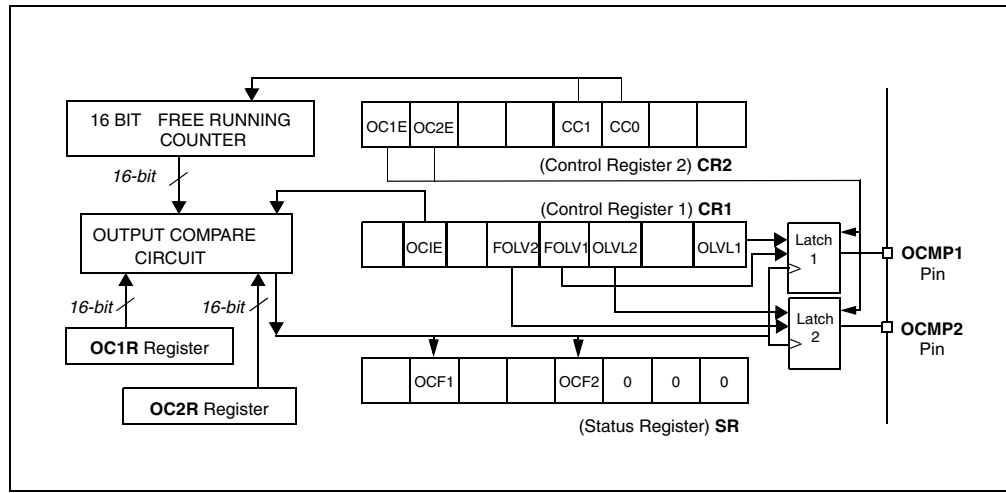 16 BIT FREE RUNNING
COUNTER
OC1E OC2E CC1 CC0
(Control Register 2) CR2
16-bit
(Control Register 1) CR1
OUTPUT COMPARE
CIRCUIT
OCIE FOLV2 FOLV1 OLVL2 OLVL1
Latch
1
OCMP1
Pin
16-bit 16-bit
Latch
2
OCMP2
Pin
OC1R Register
OCF1 OCF2 0 0 0
OC2R Register
(Status Register) SR